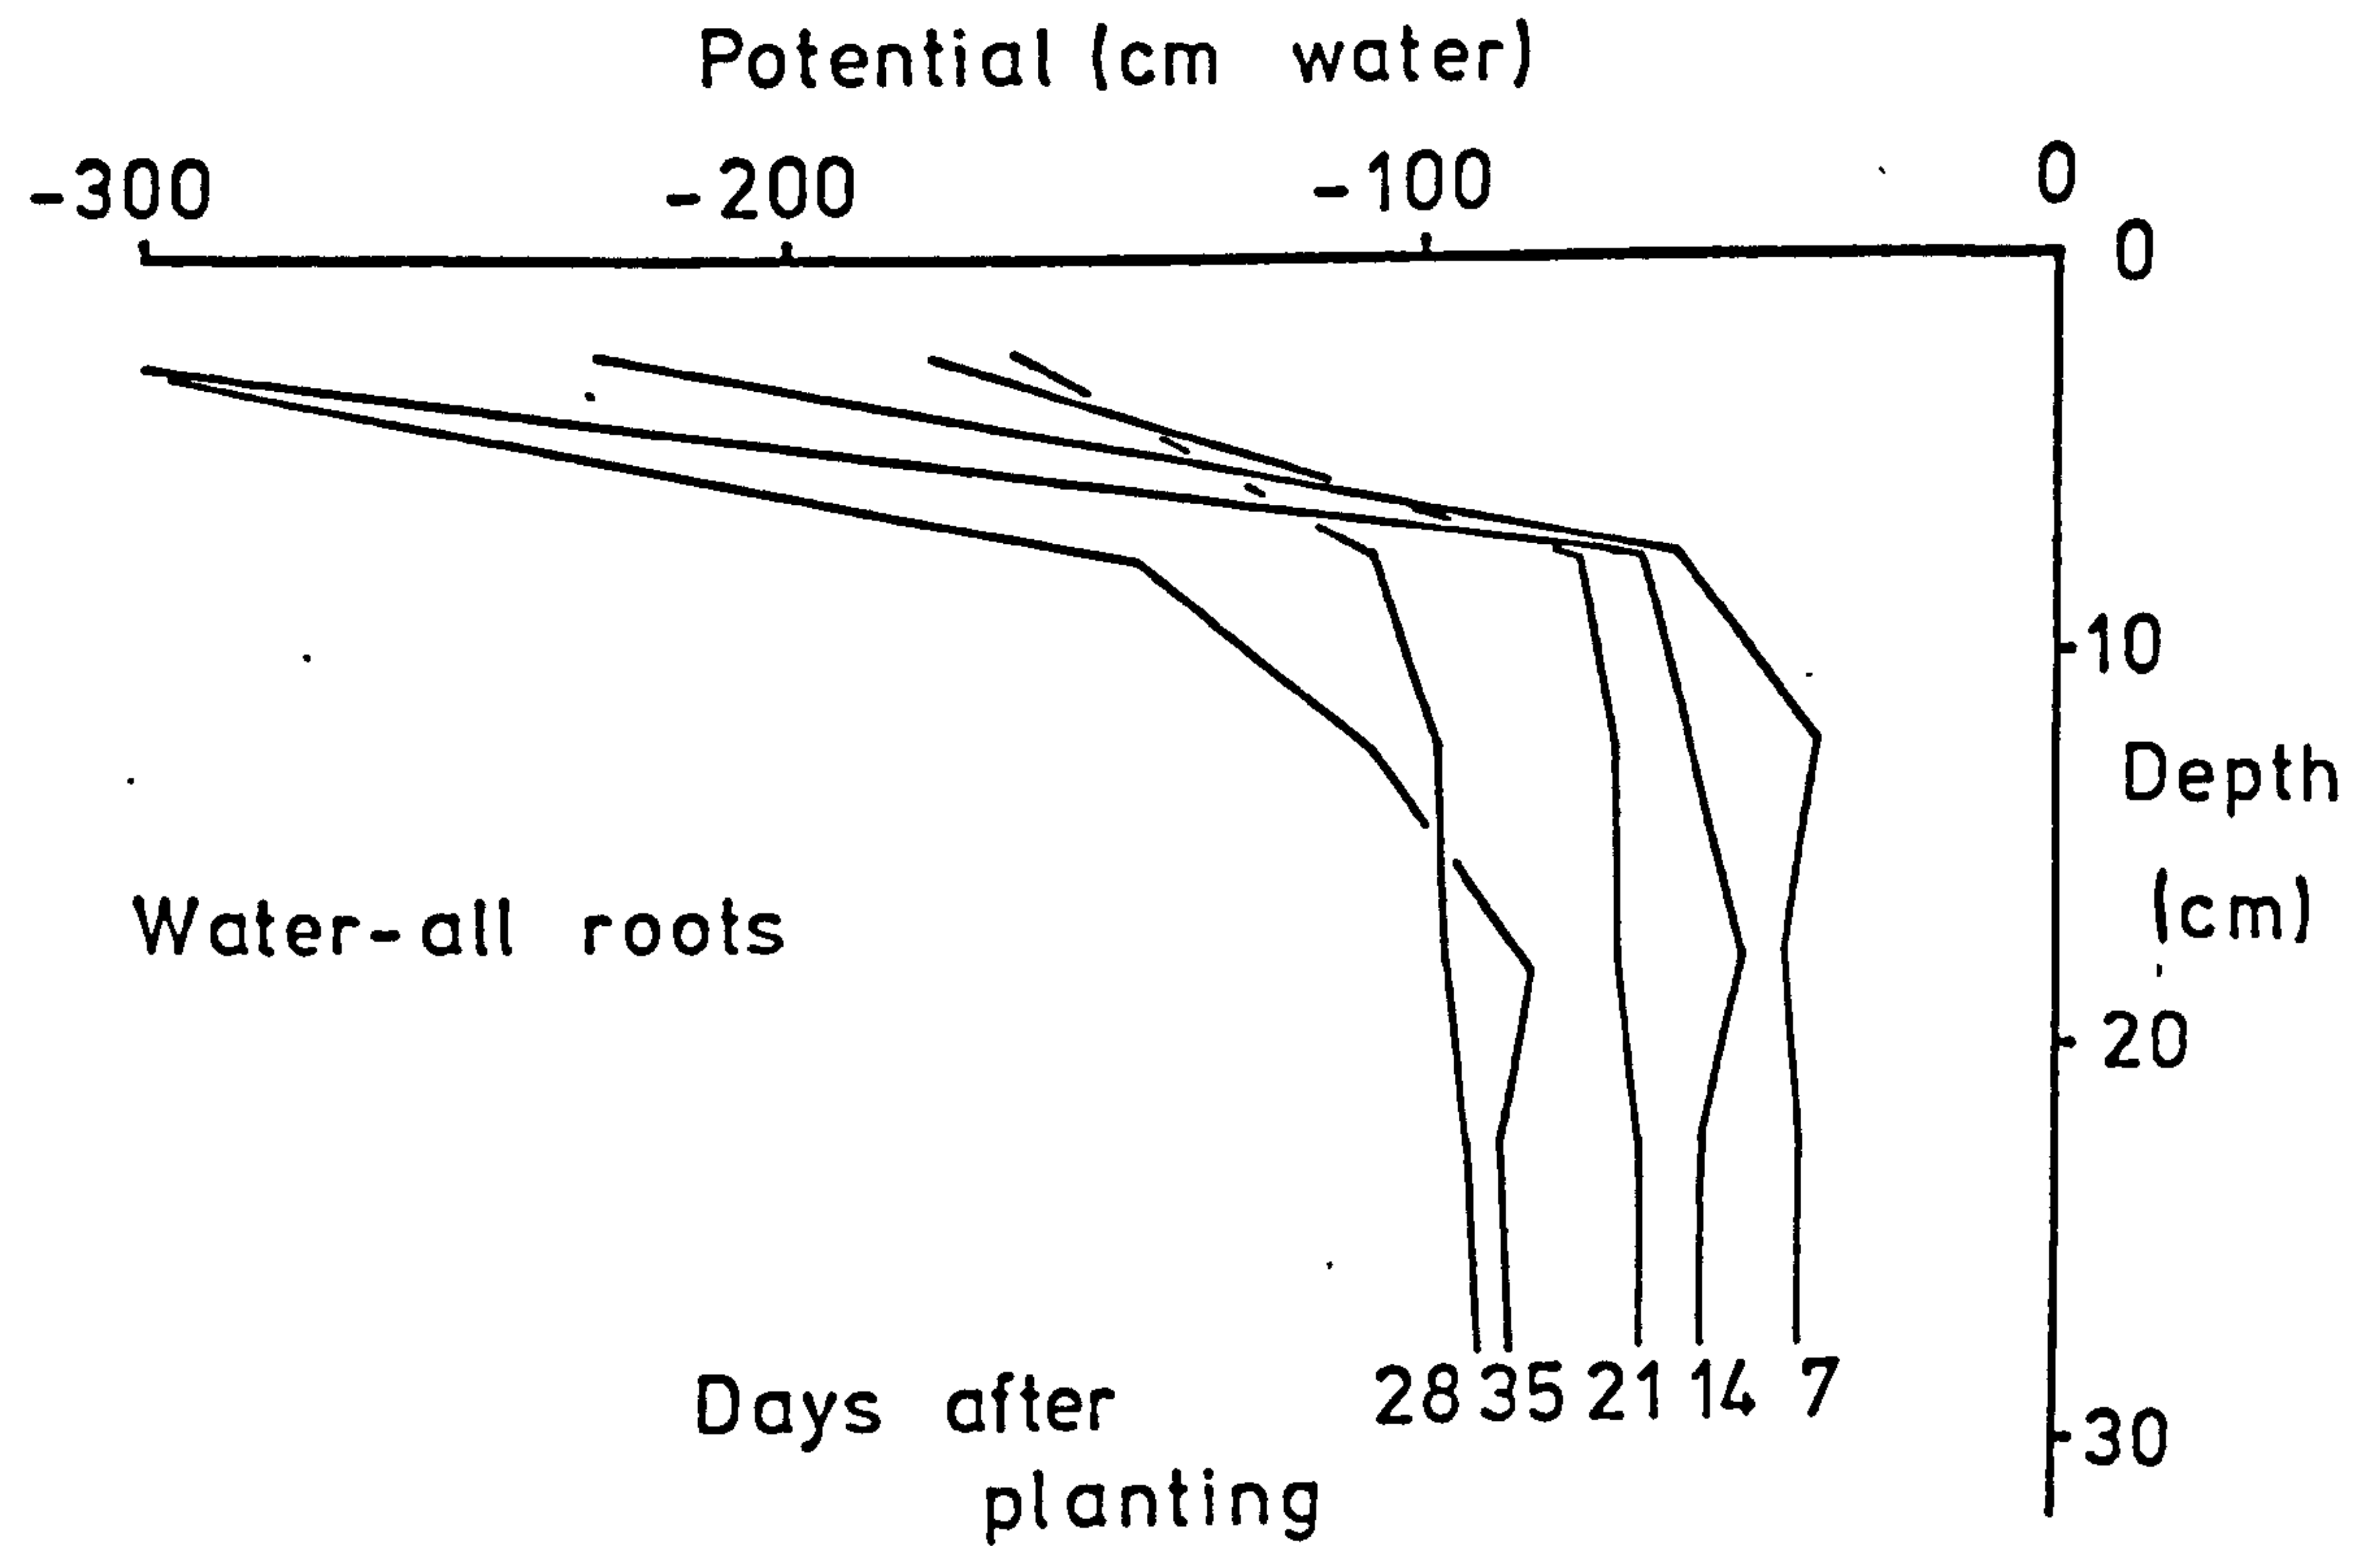 Potential (cm water)
-300 -200 -100 0
0
10
Depth
(cm)
Water-all roots
20
28 35 21 14 7
Days after
planting
30